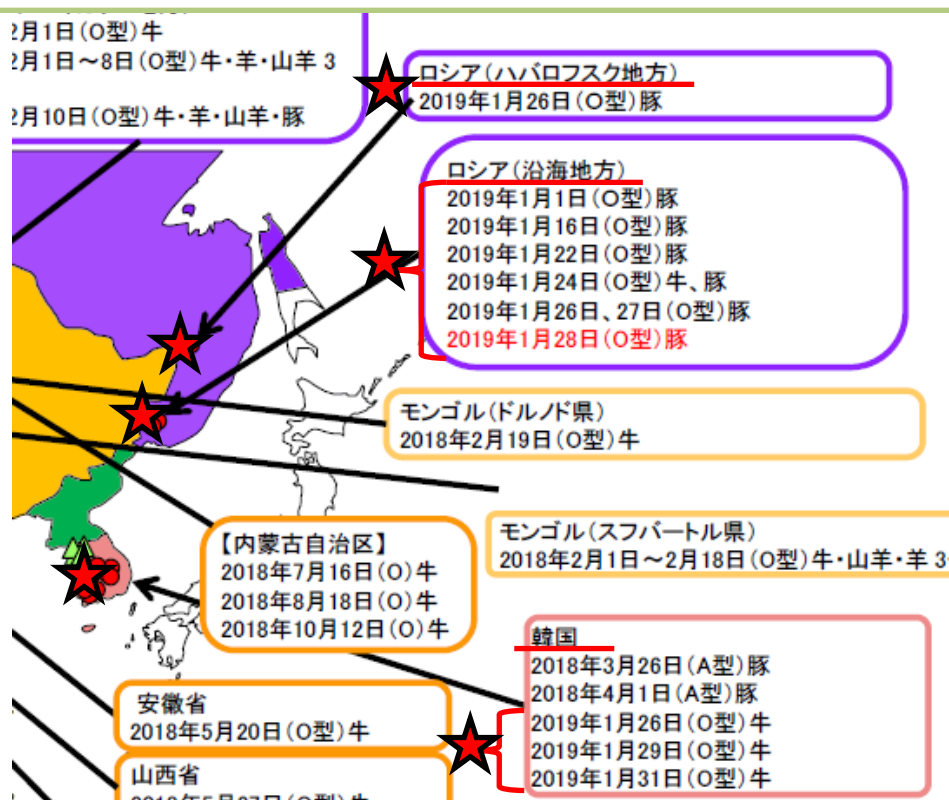 2月1日(O型)牛
2月1日～8日(O型)牛・羊・山羊 3
2月10日(O型)牛・羊・山羊・豚
ロシア(ハバロフスク地方)
2019年1月26日(O型)豚
ロシア(沿海地方)
2019年1月1日(O型)豚
2019年1月16日(O型)豚
2019年1月22日(O型)豚
2019年1月24日(O型)牛、豚
2019年1月26日、27日(O型)豚
2019年1月28日(O型)豚
モンゴル(ドルノド県)
2018年2月19日(O型)牛
モンゴル(スフバートル県)
2018年2月1日～2月18日(O型)牛・山羊・羊 3
【内蒙古自治区】
2018年7月16日(O)牛
2018年8月18日(O)牛
2018年10月12日(O)牛
韓国
2018年3月26日(A型)豚
2018年4月1日(A型)豚
2019年1月26日(O型)牛
2019年1月29日(O型)牛
2019年1月31日(O型)牛
安徽省
2018年5月20日(O型)牛
山西省